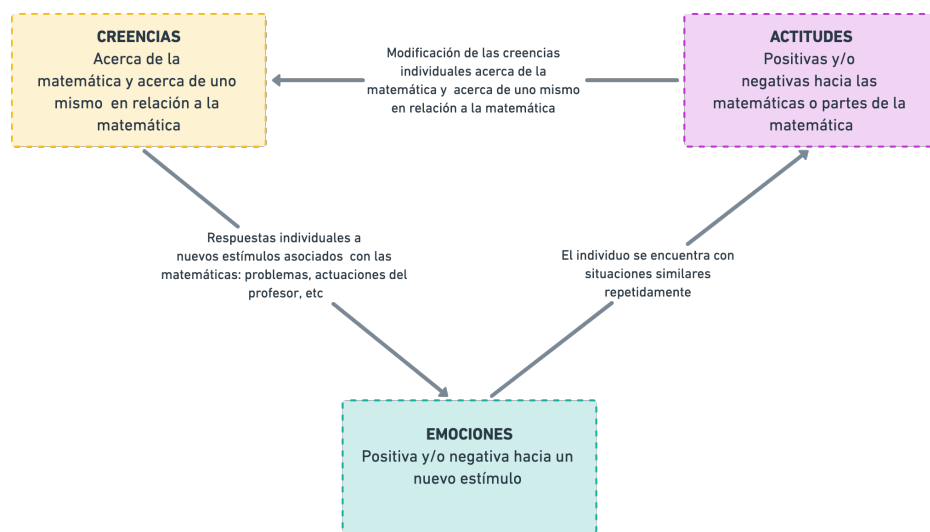 CREENCIAS
Acerca de la
matemática y acerca de uno
mismo en relación a la
matemática
Modificación de las creencias
individuales acerca de la
matemática y acerca de uno mismo
en relación a la matemática
ACTITUDES
Positivas y/o
negativas hacia las
matemáticas o partes de la
matemática
Respuestas individuales a
nuevos estímulos asociados con las
matemáticas: problemas, actuaciones del
profesor, etc
El individuo se encuentra con
situaciones similares
repetidamente
EMOCIONES
Positiva y/o negativa hacia un
nuevo estímulo